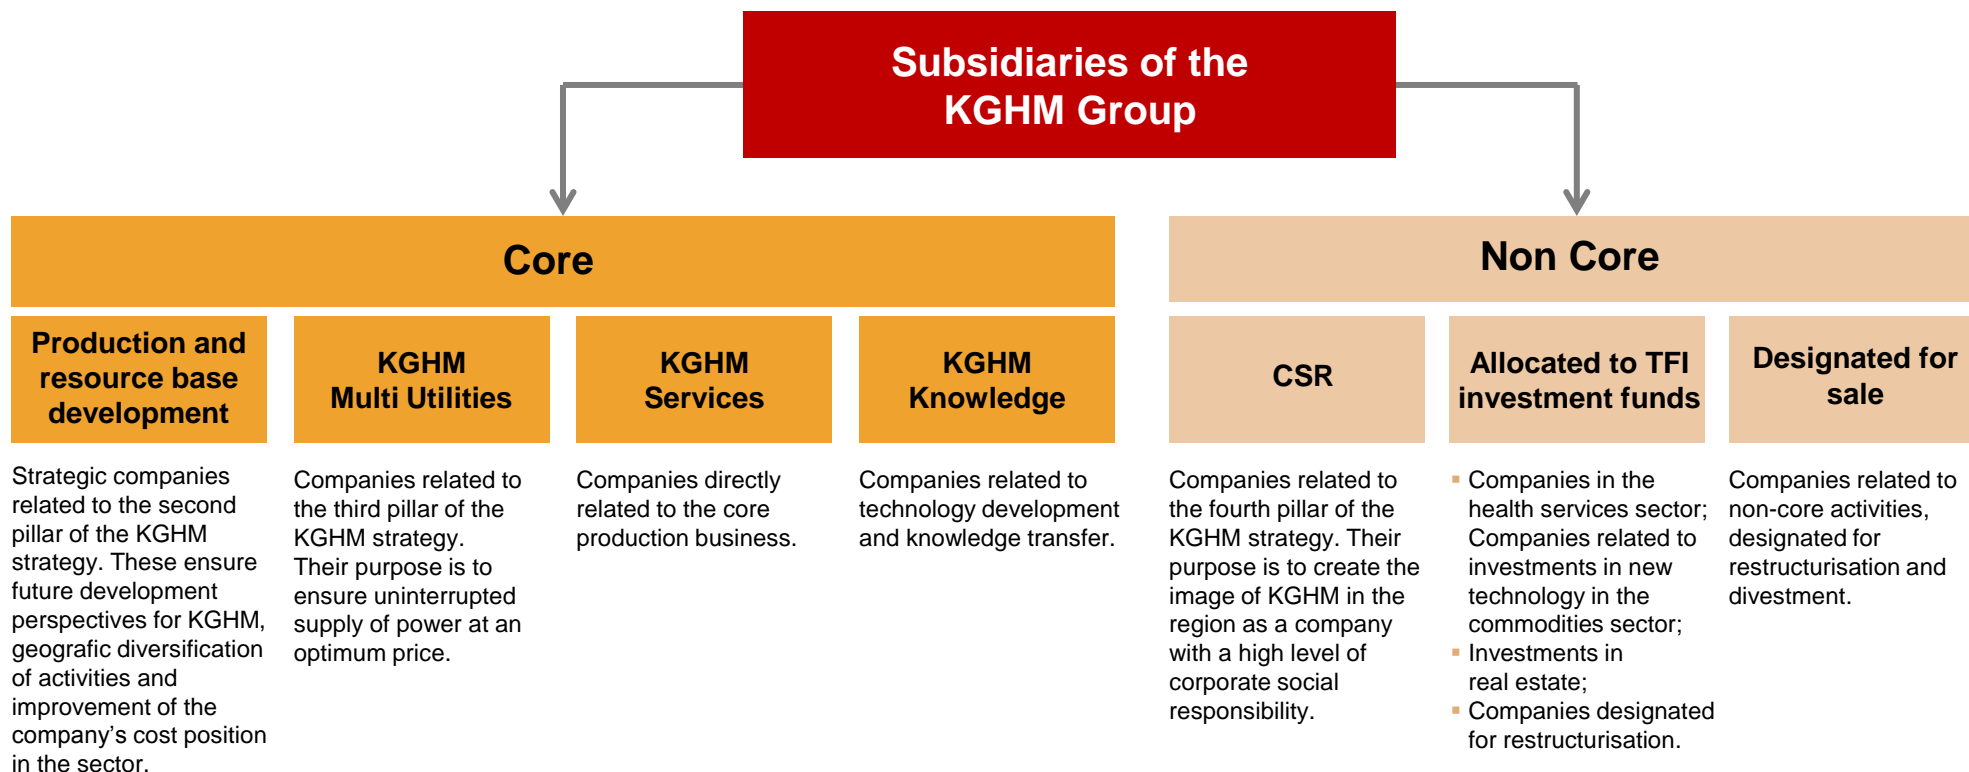 Subsidiaries of the
KGHM Group
Core
Non Core
Production and
resource base
development
KGHM
Multi Utilities
KGHM
Services
KGHM
Knowledge
CSR
Allocated to TFI
investment funds
Designated for
sale
Strategic companies
related to the second
pillar of the KGHM
strategy. These ensure
future development
perspectives for KGHM,
geografic diversification
of activities and
improvement of the
company’s cost position
in the sector.
Companies related to
the third pillar of the
KGHM strategy.
Their purpose is to
ensure uninterrupted
supply of power at an
optimum price.
Companies directly
related to the core
production business.
Companies related to
technology development
and knowledge transfer.
Companies related to
the fourth pillar of the
KGHM strategy. Their
purpose is to create the
image of KGHM in the
region as a company
with a high level of
corporate social
responsibility.
▪ Companies in the
health services sector;
Companies related to
investments in new
technology in the
commodities sector;
▪ Investments in
real estate;
▪ Companies designated
for restructurisation.
Companies related to
non-core activities,
designated for
restructurisation and
divestment.